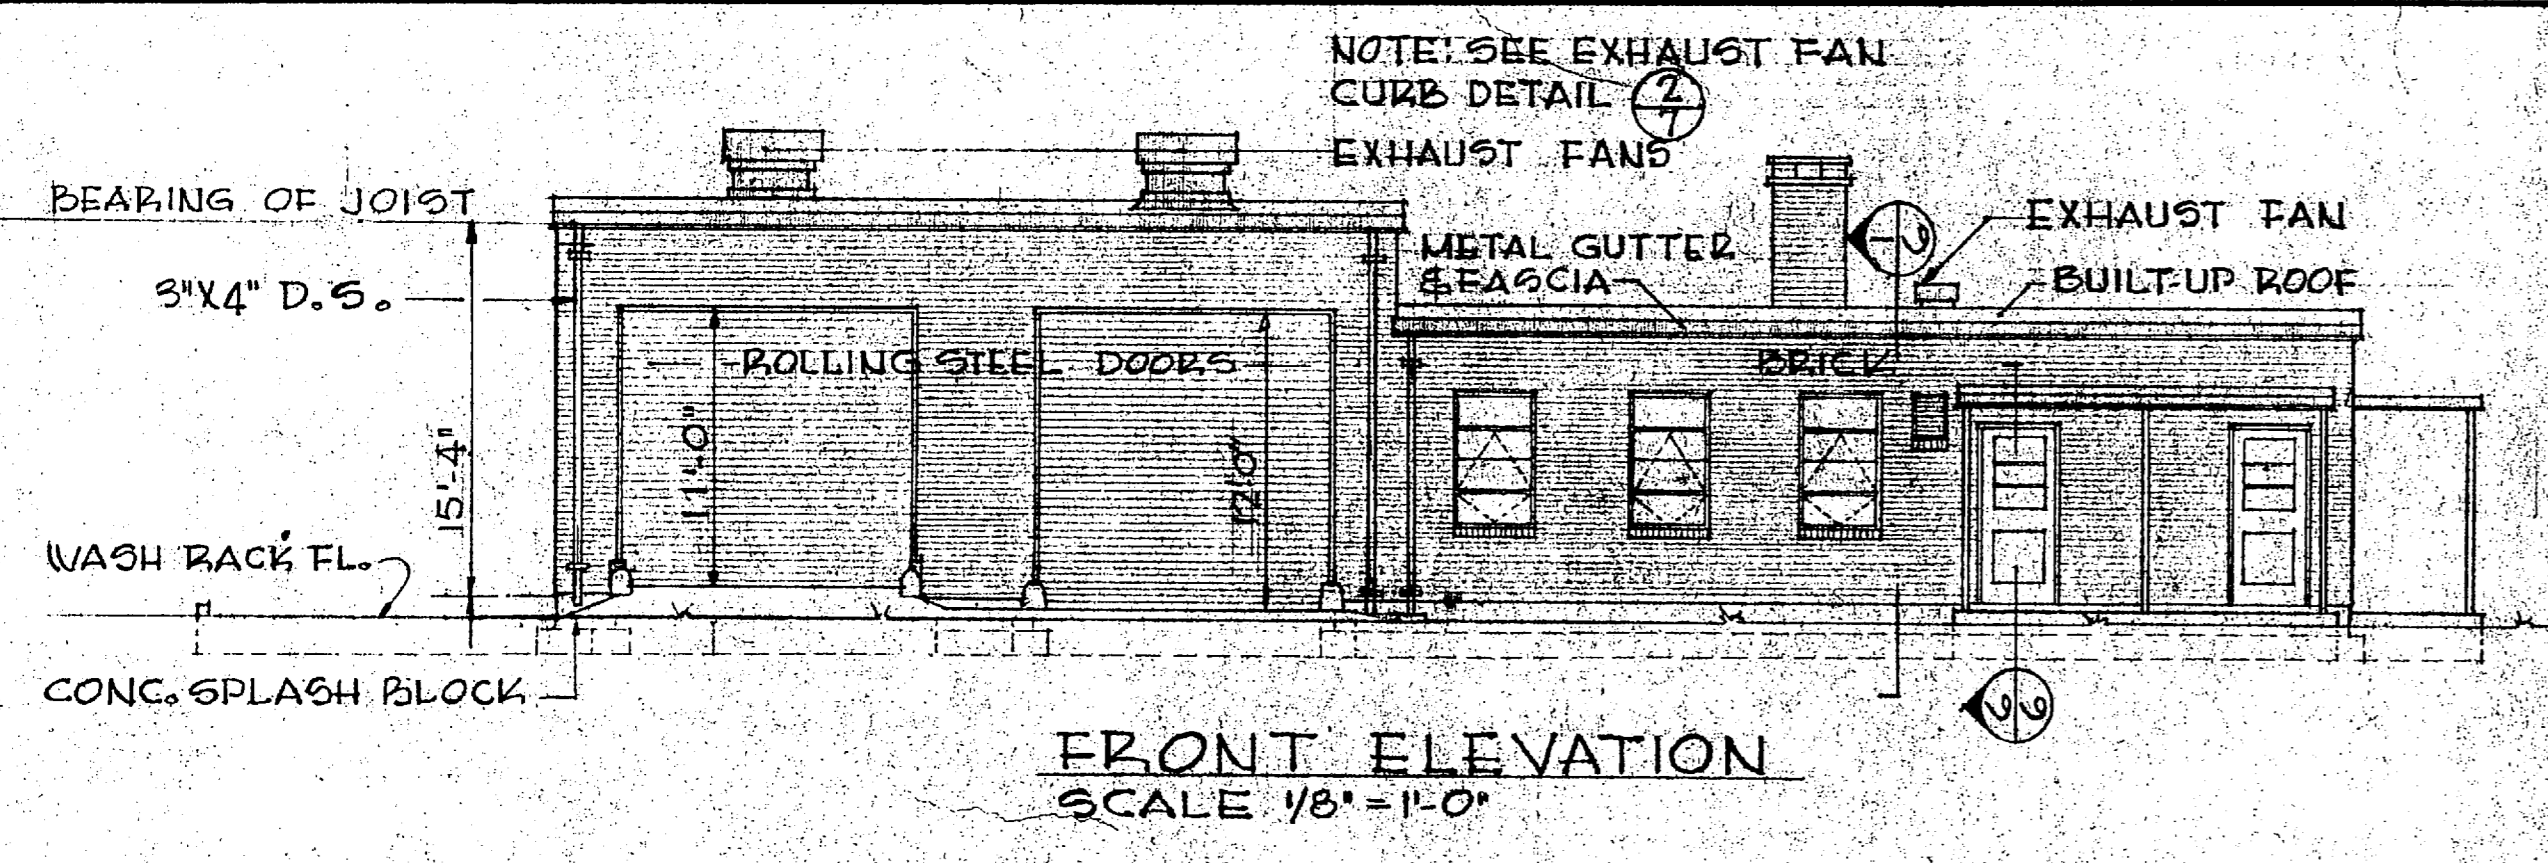 NOTE: SEE EXHAUST FAN
CURB DETAIL 2
7
EXHAUST FANS
BEARING OF JOIST
3"X4" D.S.
METAL GUTTER
& FASCIA
EXHAUST FAN
BUILT-UP ROOF
ROLLING STEEL DOORS
BRICK
15'-4"
11'-0"
12'-0"
WASH RACK FL.
CONC. SPLASH BLOCK
FRONT ELEVATION
SCALE 1/8" = 1'-0"